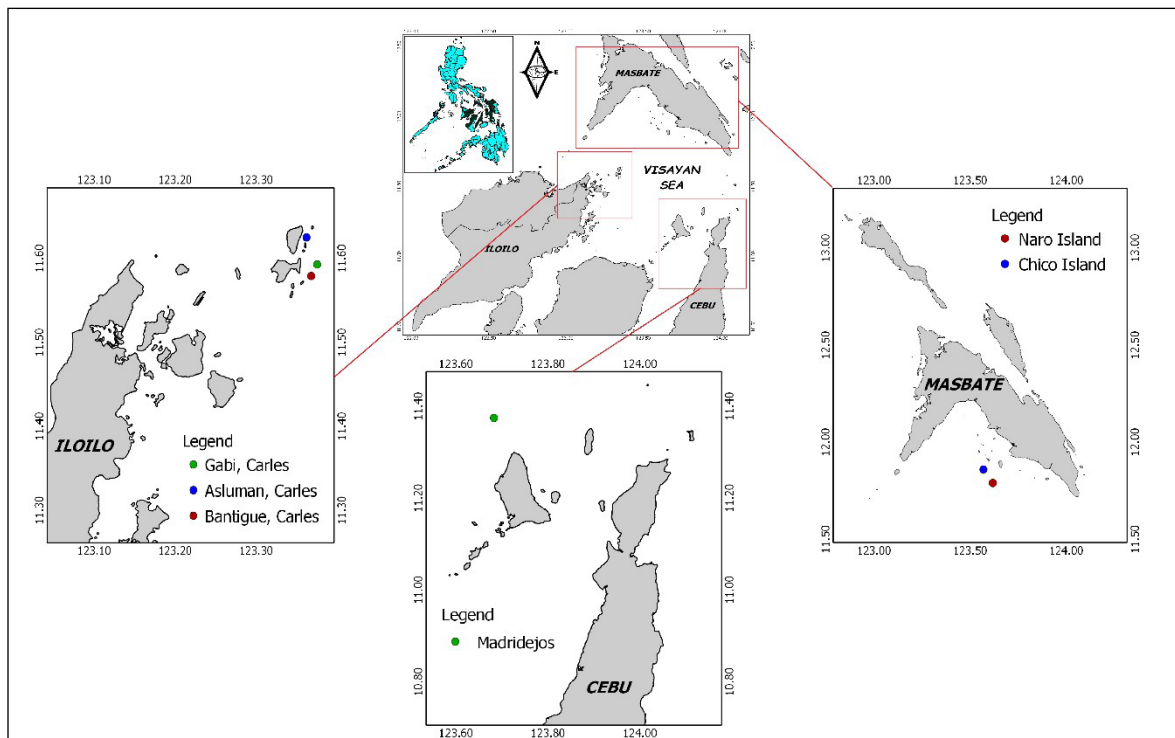 N
E
MASBATE
VISAYAN
SEA
ILOILO
CEBU
123.10 123.20 123.30
11.60 11.60
11.50 11.50
11.40 11.40
11.30 11.30
ILOILO
Legend
Gabi, Carles
Asluman, Carles
Bantigue, Carles
123.10 123.20 123.30
123.60 123.80 124.00
11.40 11.40
11.20 11.20
11.00 11.00
10.80 10.80
Legend
Madridejos
CEBU
123.60 123.80 124.00
123.00 123.50 124.00
13.00 13.00
12.50 12.50
12.00 12.00
11.50 11.50
Legend
Naro Island
Chico Island
MASBATE
123.00 123.50 124.00